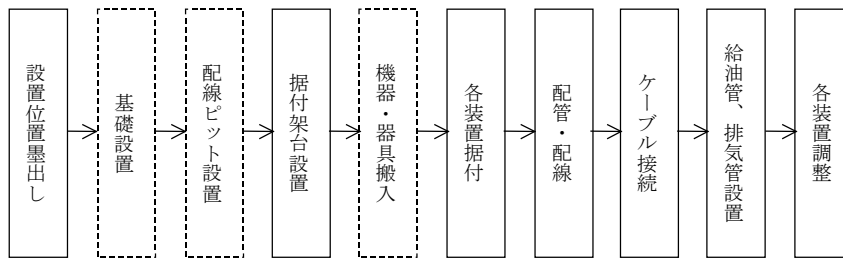 設置位置墨出し
基礎設置
配線ピット設置
据付架台設置
機器・器具搬入
各装置据付
配管・配線
ケーブル接続
給油管、排気管設置
各装置調整